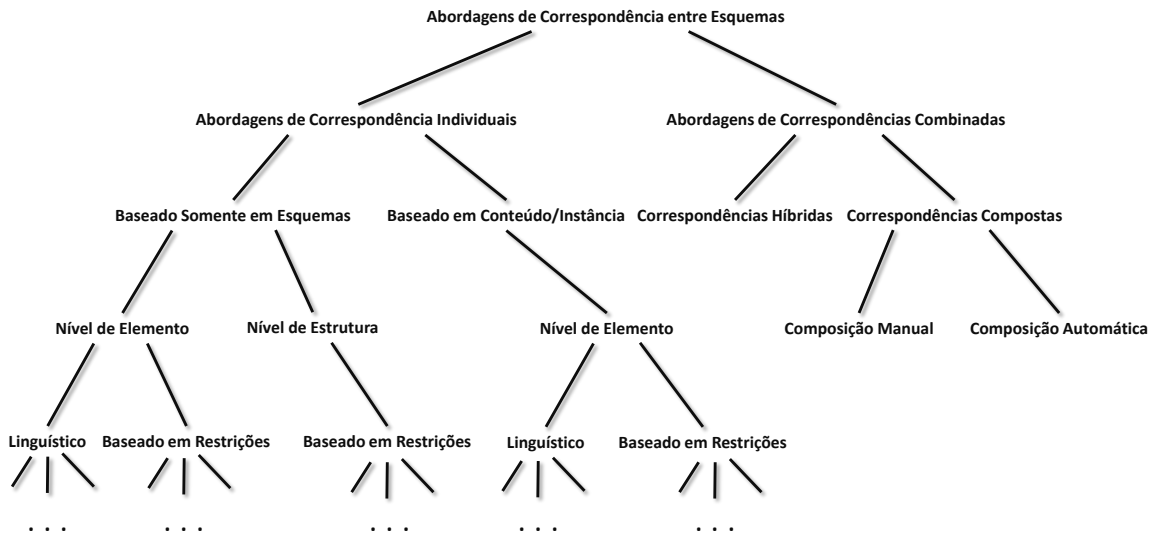 Abordagens de Correspondência entre Esquemas
Abordagens de Correspondência Individuais
Abordagens de Correspondências Combinadas
Baseado Somente em Esquemas
Baseado em Conteúdo/Instância
Correspondências Híbridas
Correspondências Compostas
Nível de Elemento
Nível de Estrutura
Nível de Elemento
Composição Manual
Composição Automática
Linguístico
Baseado em Restrições
Baseado em Restrições
Linguístico
Baseado em Restrições
. . .
. . .
. . .
. . .
. . .